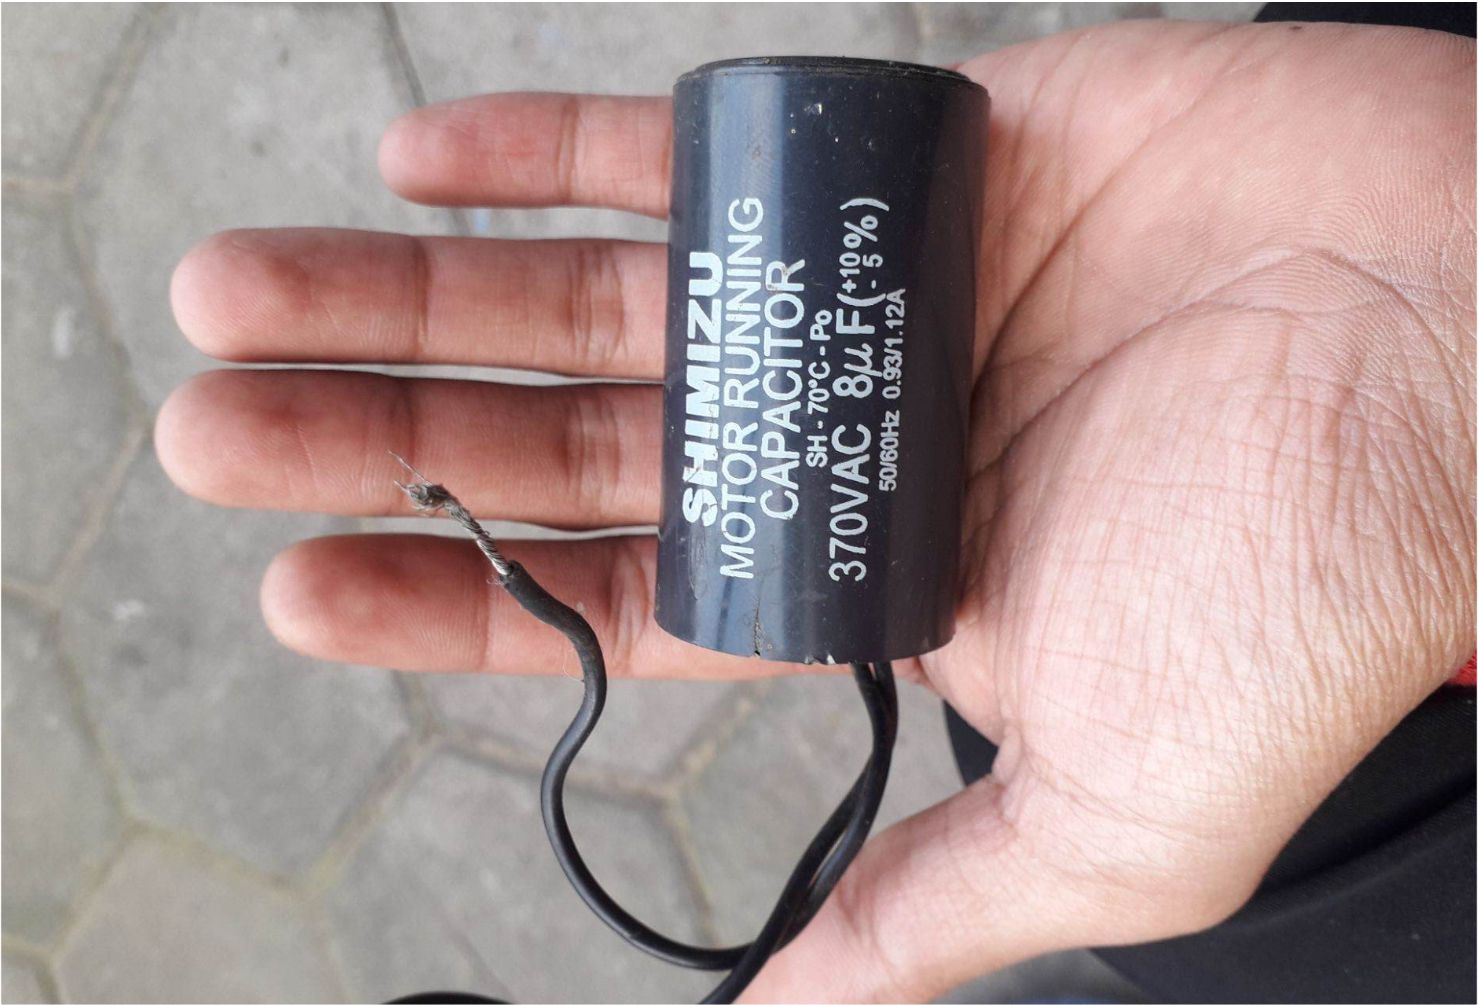 SHIMIZU
MOTOR RUNNING
CAPACITOR
SH - 70°C - Po
370VAC 8μF(+10 - 5%)
50/60Hz 0.93/1.12A